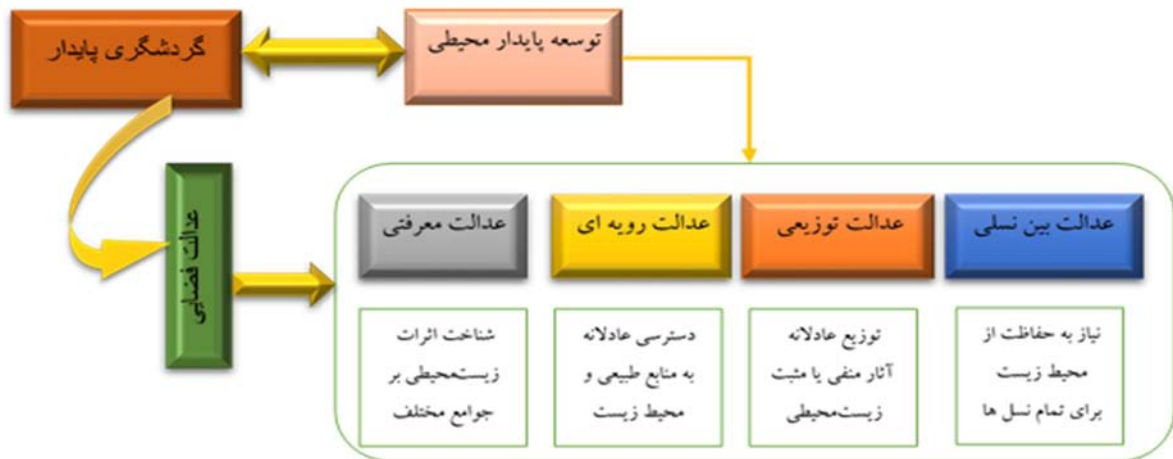 توسعه پایدار محیطی
گردشگری پایدار
عدالت فضایی
عدالت بین نسلی
عدالت توزیعی
عدالت رویه ای
عدالت معرفتی
نیاز به حفاظت از
محیط زیست
برای تمام نسل ها
توزیع عادلانه
آثار منفی یا مثبت
زیست‌محیطی
دسترسی عادلانه
به منابع طبیعی و
محیط زیست
شناخت اثرات
زیست‌محیطی بر
جوامع مختلف